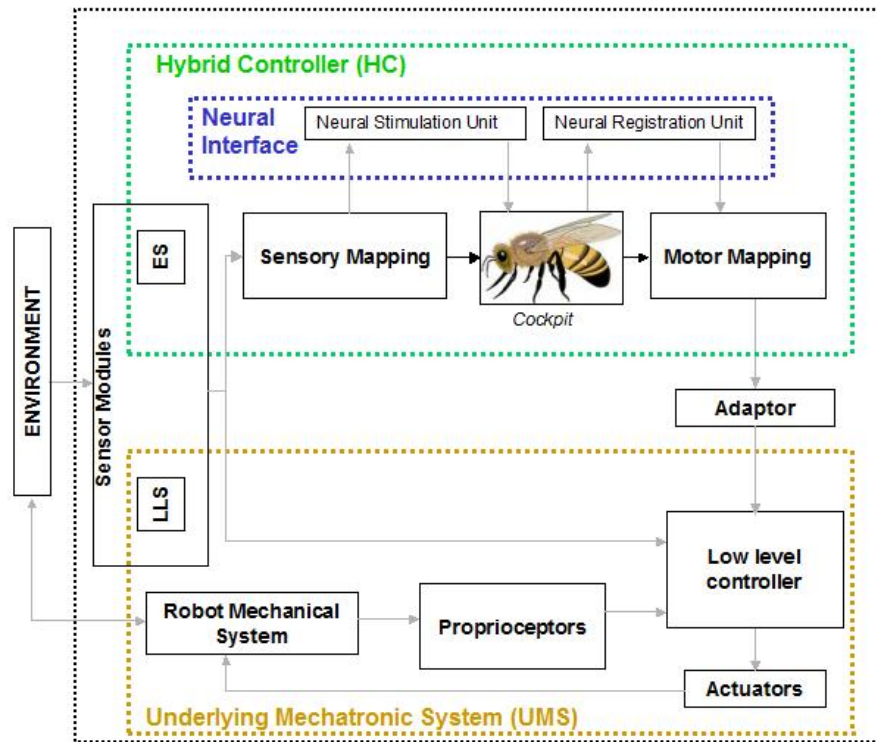 Hybrid Controller (HC)
Neural
Interface
Neural Stimulation Unit
Neural Registration Unit
ENVIRONMENT
Sensor Modules
ES
Sensory Mapping
Cockpit
Motor Mapping
Adaptor
LLS
Low level
controller
Robot Mechanical
System
Proprioceptors
Actuators
Underlying Mechatronic System (UMS)